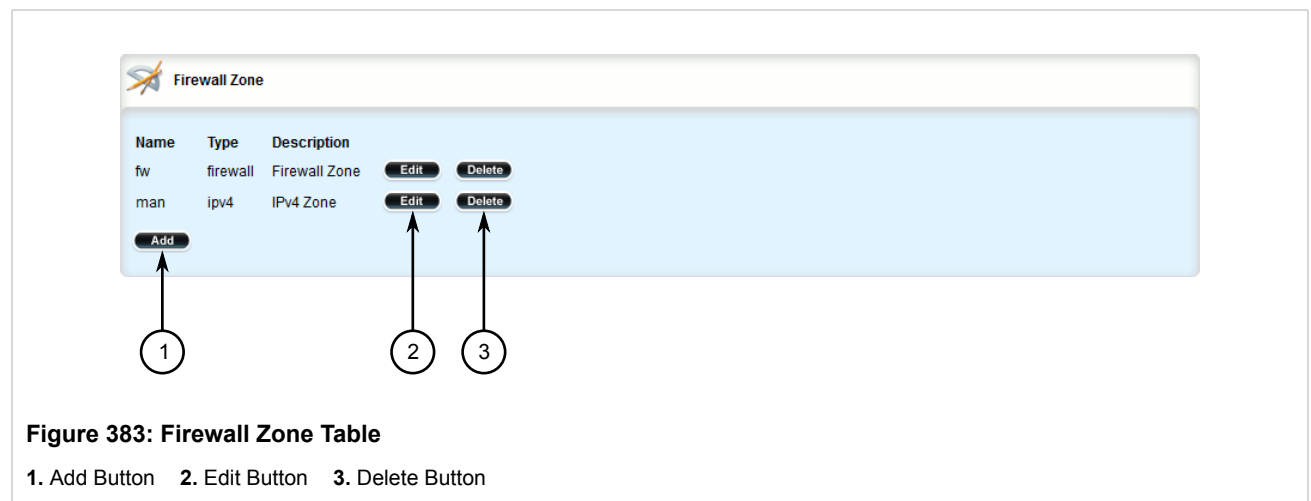 Firewall Zone
Name Type Description
fw firewall Firewall Zone Edit Delete
man ipv4 IPv4 Zone Edit Delete
Add
1 2 3
Figure 383: Firewall Zone Table
1. Add Button 2. Edit Button 3. Delete Button